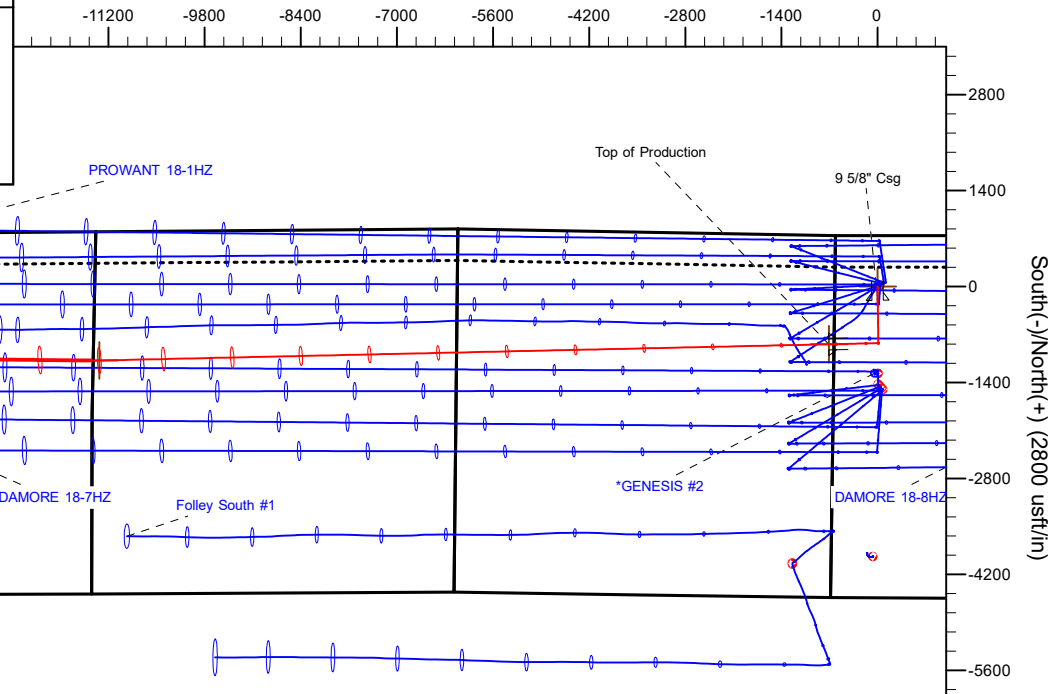 -11200 -9800 -8400 -7000 -5600 -4200 -2800 -1400 0
2800
Top of Production
PROWANT 18-1HZ
9 5/8" Csg
1400
0
South(-)/North(+) (2800 usft/in)
-1400
*GENESIS #2
-2800
DAMORE 18-7HZ
DAMORE 18-8HZ
Folley South #1
-4200
-5600